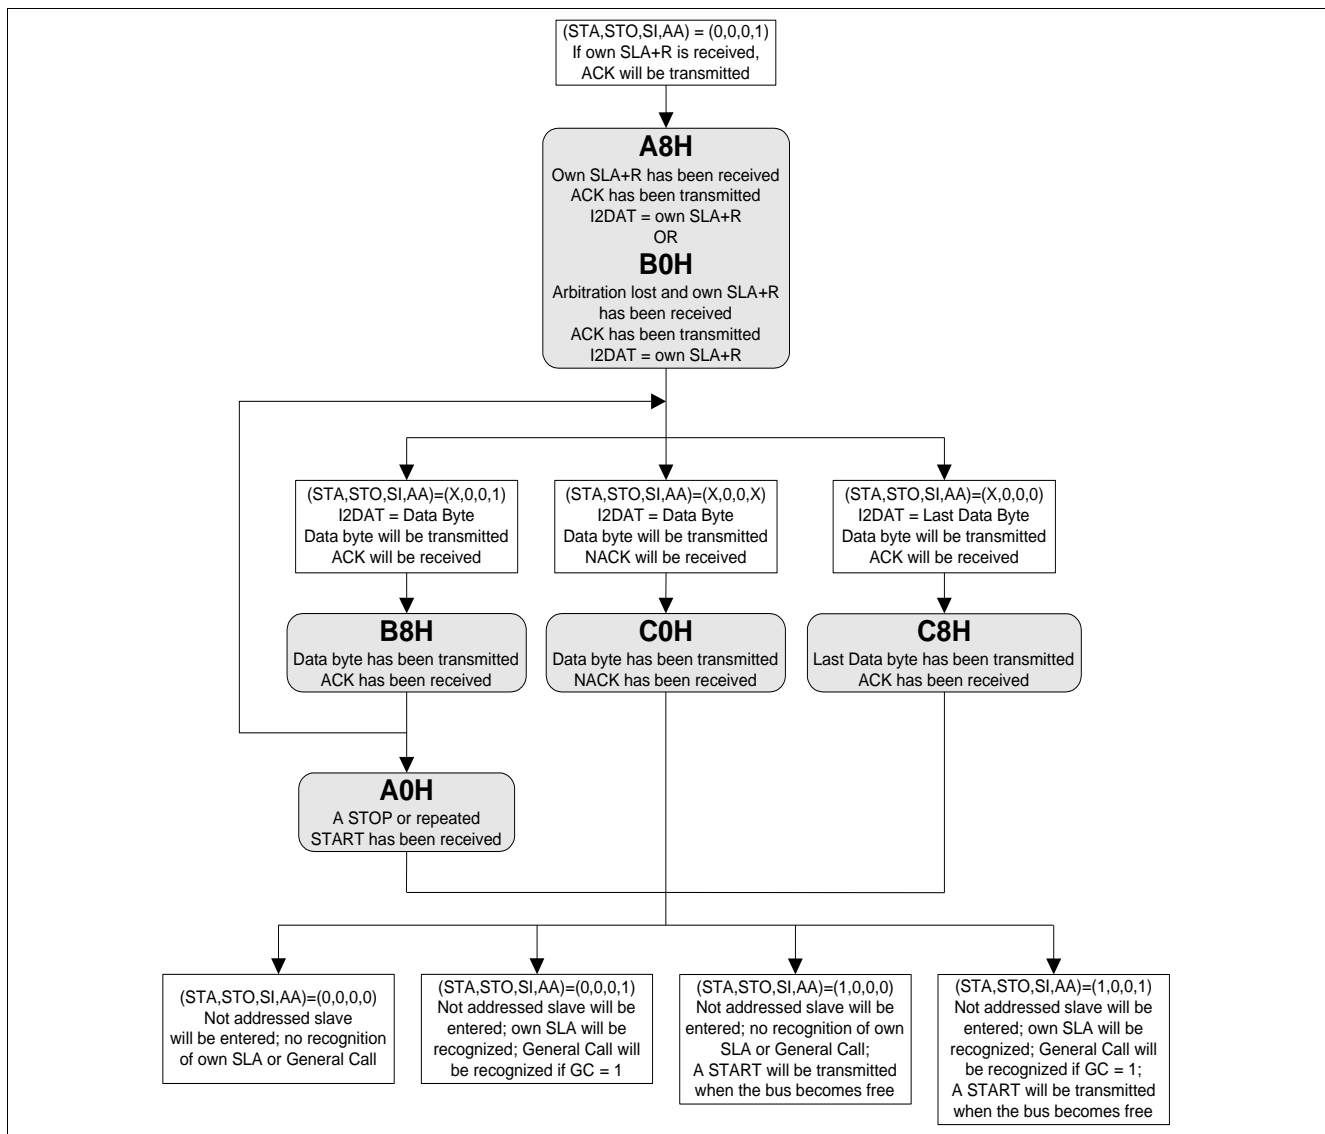 (STA,STO,SI,AA) = (0,0,0,1)
If own SLA+R is received,
ACK will be transmitted
A8H
Own SLA+R has been received
ACK has been transmitted
I2DAT = own SLA+R
OR
B0H
Arbitration lost and own SLA+R
has been received
ACK has been transmitted
I2DAT = own SLA+R
(STA,STO,SI,AA)=(X,0,0,1)
I2DAT = Data Byte
Data byte will be transmitted
ACK will be received
(STA,STO,SI,AA)=(X,0,0,X)
I2DAT = Data Byte
Data byte will be transmitted
NACK will be received
(STA,STO,SI,AA)=(X,0,0,0)
I2DAT = Last Data Byte
Data byte will be transmitted
ACK will be received
B8H
Data byte has been transmitted
ACK has been received
C0H
Data byte has been transmitted
NACK has been received
C8H
Last Data byte has been transmitted
ACK has been received
A0H
A STOP or repeated
START has been received
(STA,STO,SI,AA)=(0,0,0,0)
Not addressed slave
will be entered; no recognition
of own SLA or General Call
(STA,STO,SI,AA)=(0,0,0,1)
Not addressed slave will be
entered; own SLA will be
recognized; General Call will
be recognized if GC = 1
(STA,STO,SI,AA)=(1,0,0,0)
Not addressed slave will be
entered; no recognition of own
SLA or General Call;
A START will be transmitted
when the bus becomes free
(STA,STO,SI,AA)=(1,0,0,1)
Not addressed slave will be
entered; own SLA will be
recognized; General Call will
be recognized if GC = 1;
A START will be transmitted
when the bus becomes free